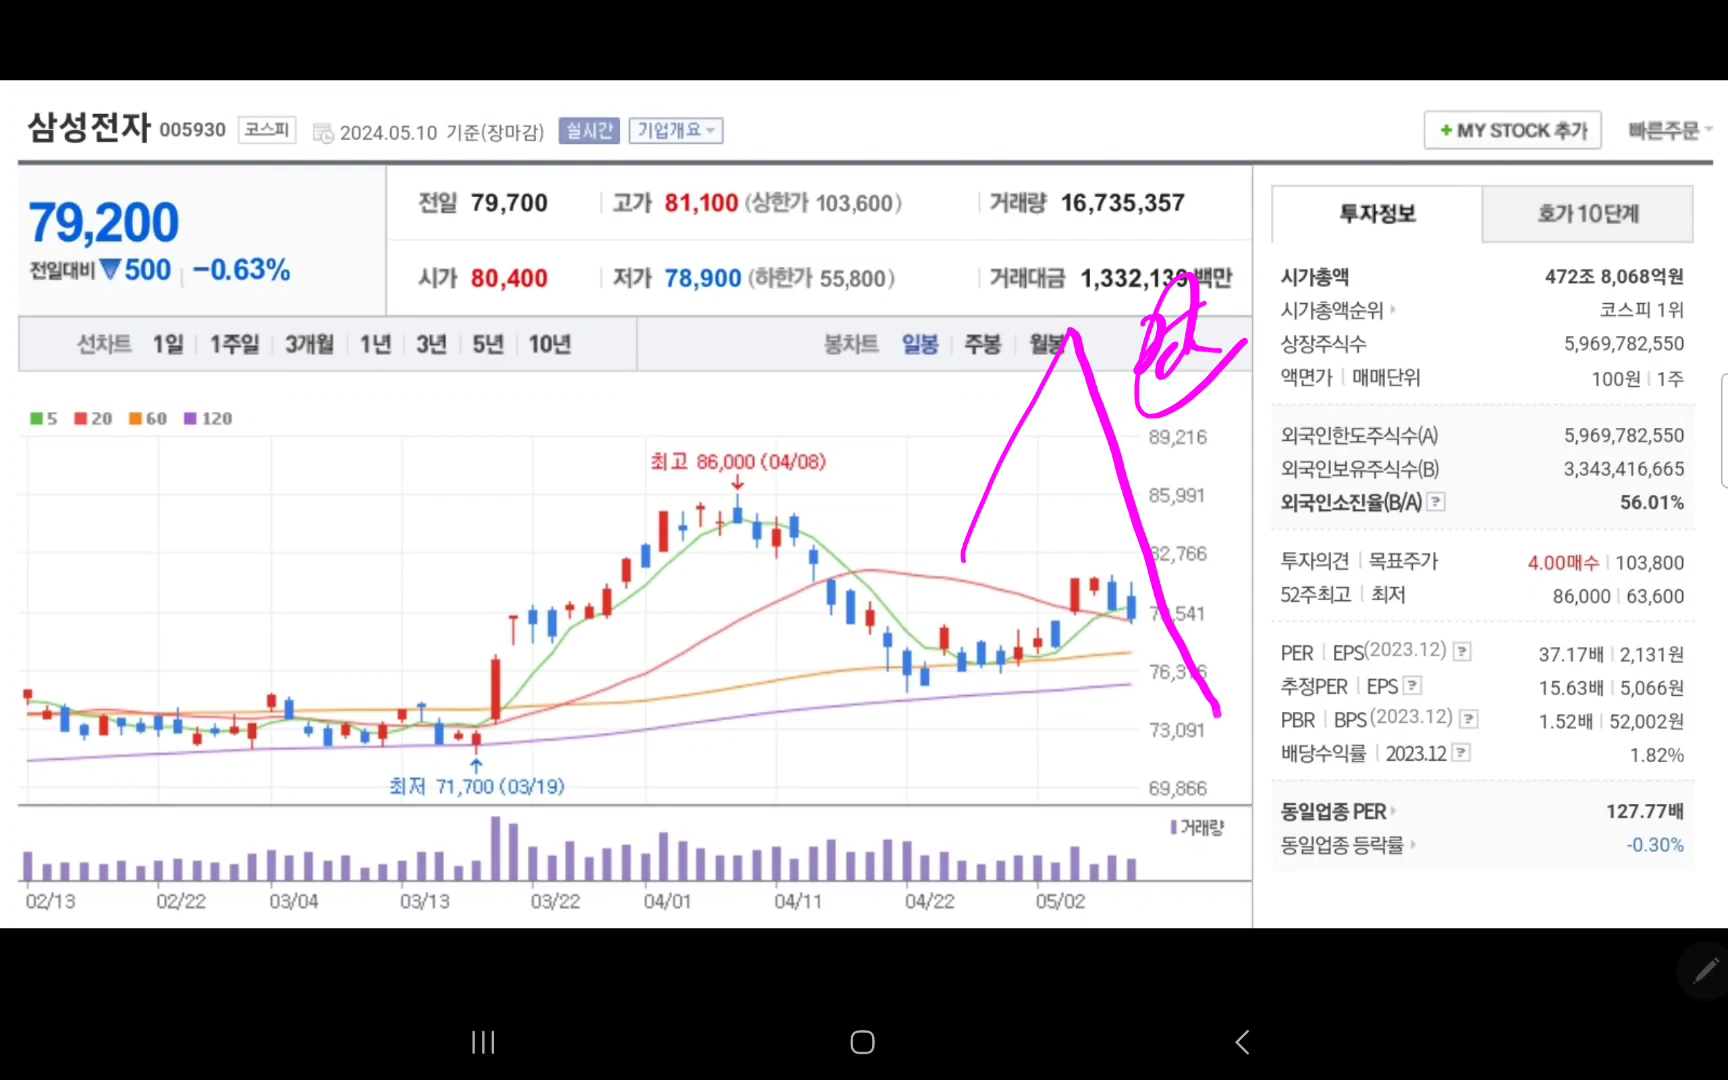 삼성전자 005930 코스피 2024.05.10 기준(장마감) 실시간 기업개요
+ MY STOCK 추가 빠른주문
79,200
전일대비 ▼500 -0.63%
전일 79,700 고가 81,100 (상한가 103,600) 거래량 16,735,357
시가 80,400 저가 78,900 (하한가 55,800) 거래대금 1,332,139 백만
선차트 1일 1주일 3개월 1년 3년 5년 10년 봉차트 일봉 주봉 월봉
5 20 60 120
89,216
최고 86,000 (04/08)
85,991
82,766
76,316
73,091
최저 71,700 (03/19)
69,866
거래량
02/13 02/22 03/04 03/13 03/22 04/01 04/11 04/22 05/02
투자정보 호가 10단계
시가총액 472조 8,068억원
시가총액순위 코스피 1위
상장주식수 5,969,782,550
액면가 | 매매단위 100원 | 1주
외국인한도주식수(A) 5,969,782,550
외국인보유주식수(B) 3,343,416,665
외국인소진율(B/A) ? 56.01%
투자의견 | 목표주가 4.00매수 | 103,800
52주최고 | 최저 86,000 | 63,600
PER | EPS(2023.12) ? 37.17배 | 2,131원
추정PER | EPS ? 15.63배 | 5,066원
PBR | BPS (2023.12) ? 1.52배 | 52,002원
배당수익률 | 2023.12 ? 1.82%
동일업종 PER 127.77배
동일업종 등락률 -0.30%